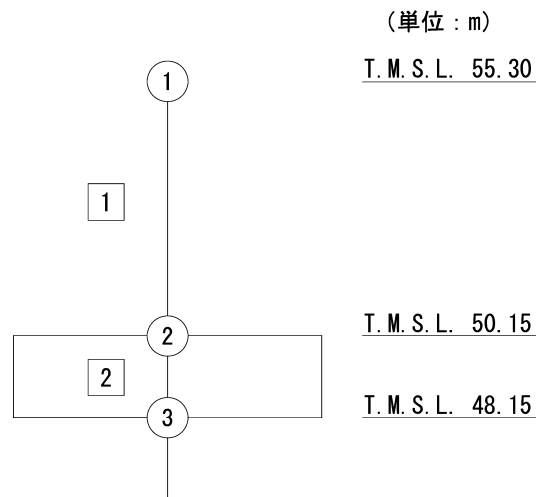 (単位:m)
① T.M.S.L. 55.30
1
② T.M.S.L. 50.15
2
③ T.M.S.L. 48.15